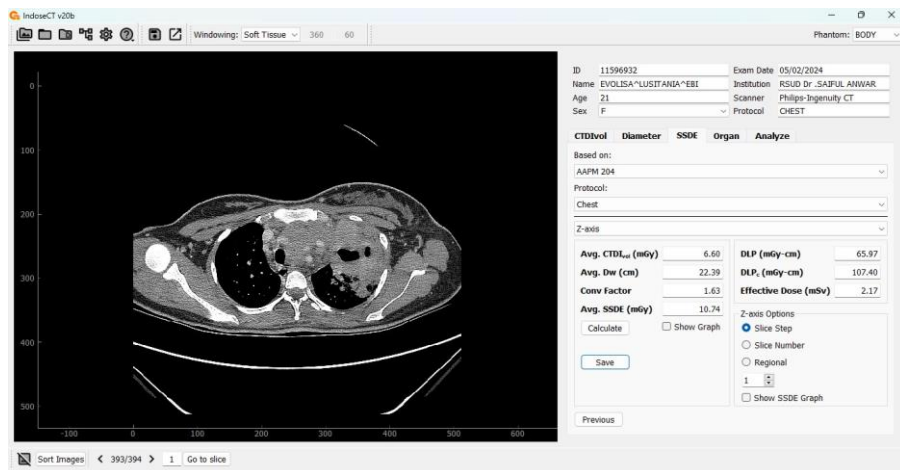 IndoseCT v20b
Windowing: Soft Tissue 360 60 Phantom: BODY
ID 11596932 Exam Date 05/02/2024
Name EVOLISA^LUSITANIA^EBI Institution RSUD Dr .SAIFUL ANWAR
Age 21 Scanner Philips-Ingenuity CT
Sex F Protocol CHEST
CTDIvol Diameter SSDE Organ Analyze
Based on:
AAPM 204
Protocol:
Chest
Z-axis
Avg. CTDIvol (mGy) 6.60 DLP (mGy-cm) 65.97
Avg. Dw (cm) 22.39 DLPc (mGy-cm) 107.40
Conv Factor 1.63 Effective Dose (mSv) 2.17
Avg. SSDE (mGy) 10.74
Z-axis Options
Calculate Show Graph Slice Step
Slice Number
Save Regional
1
Show SSDE Graph
Previous
0
100
200
300
400
500
-100 0 100 200 300 400 500 600
Sort Images 393/394 1 Go to slice